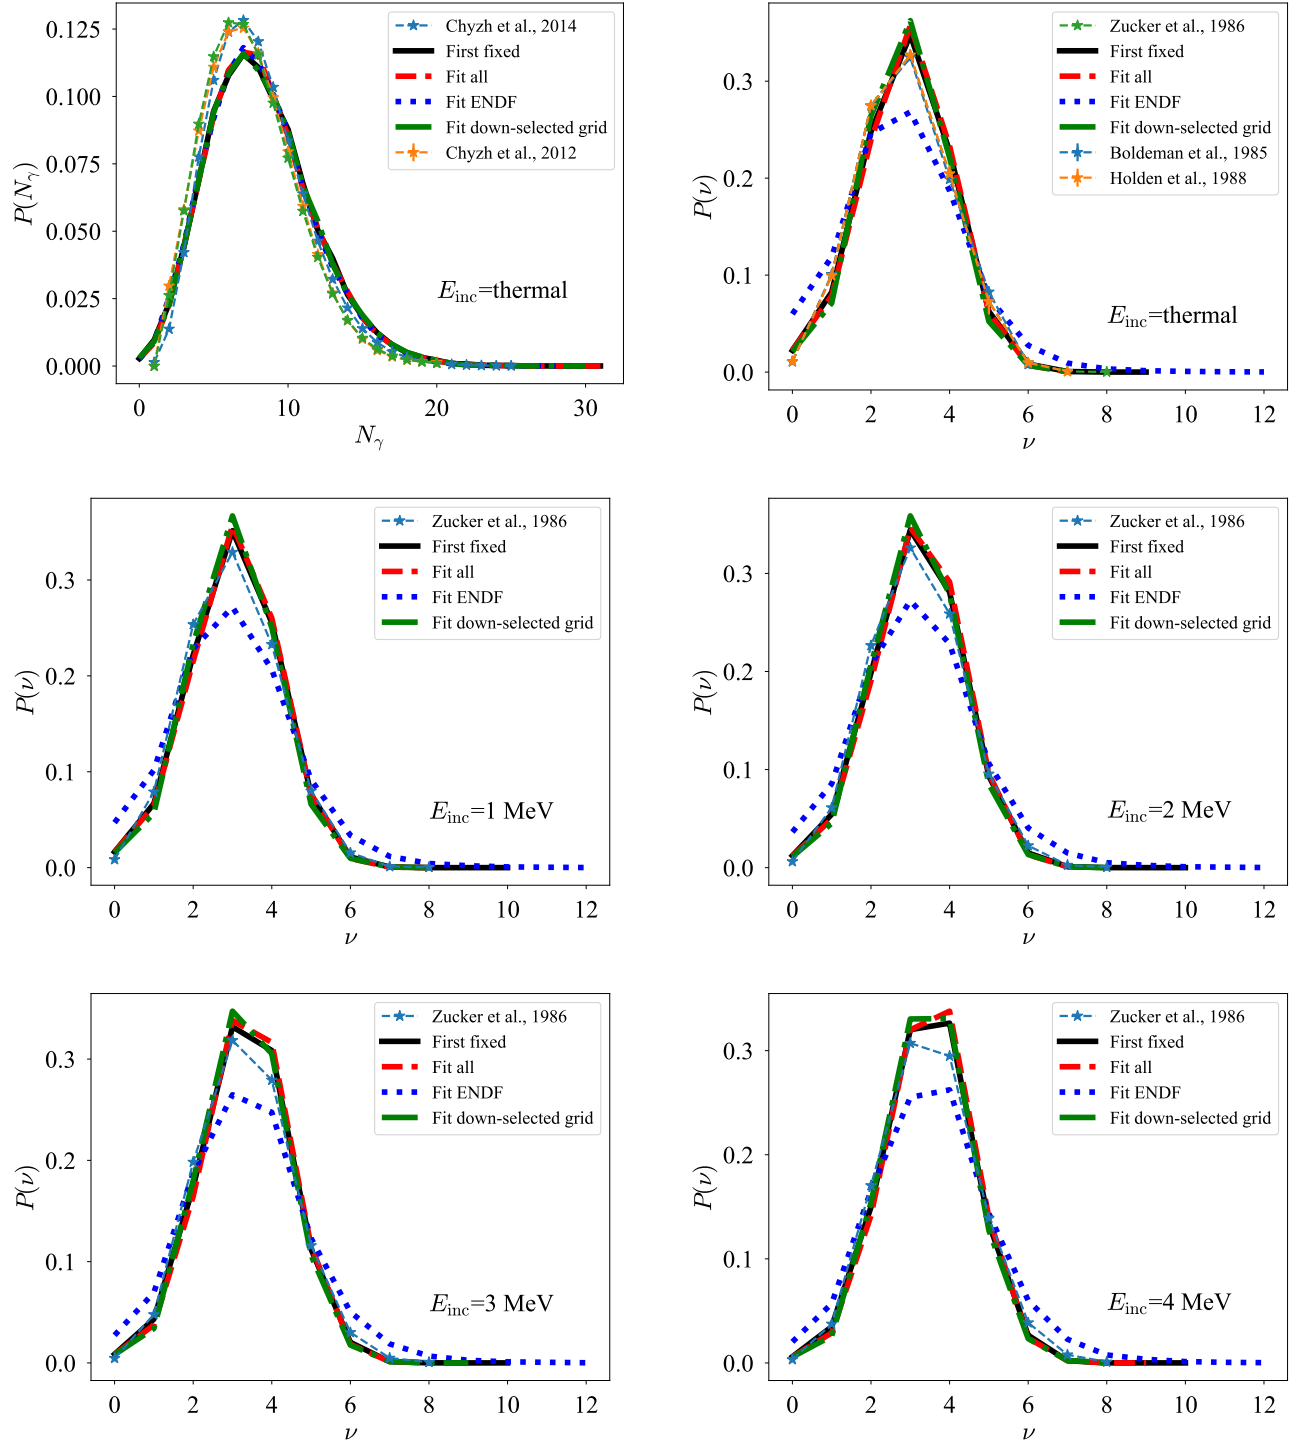 0.125
0.100
0.075
0.050
0.025
0.000
P(Nγ)
0
10
20
30
Nγ
Chyzh et al., 2014
First fixed
Fit all
Fit ENDF
Fit down-selected grid
Chyzh et al., 2012
Einc=thermal
0.3
0.2
0.1
0.0
P(ν)
0
2
4
6
8
10
12
ν
Zucker et al., 1986
First fixed
Fit all
Fit ENDF
Fit down-selected grid
Boldeman et al., 1985
Holden et al., 1988
Einc=thermal
0.3
0.2
0.1
0.0
P(ν)
0
2
4
6
8
10
12
ν
Zucker et al., 1986
First fixed
Fit all
Fit ENDF
Fit down-selected grid
Einc=1 MeV
0.3
0.2
0.1
0.0
P(ν)
0
2
4
6
8
10
12
ν
Zucker et al., 1986
First fixed
Fit all
Fit ENDF
Fit down-selected grid
Einc=2 MeV
0.3
0.2
0.1
0.0
P(ν)
0
2
4
6
8
10
12
ν
Zucker et al., 1986
First fixed
Fit all
Fit ENDF
Fit down-selected grid
Einc=3 MeV
0.3
0.2
0.1
0.0
P(ν)
0
2
4
6
8
10
12
ν
Zucker et al., 1986
First fixed
Fit all
Fit ENDF
Fit down-selected grid
Einc=4 MeV